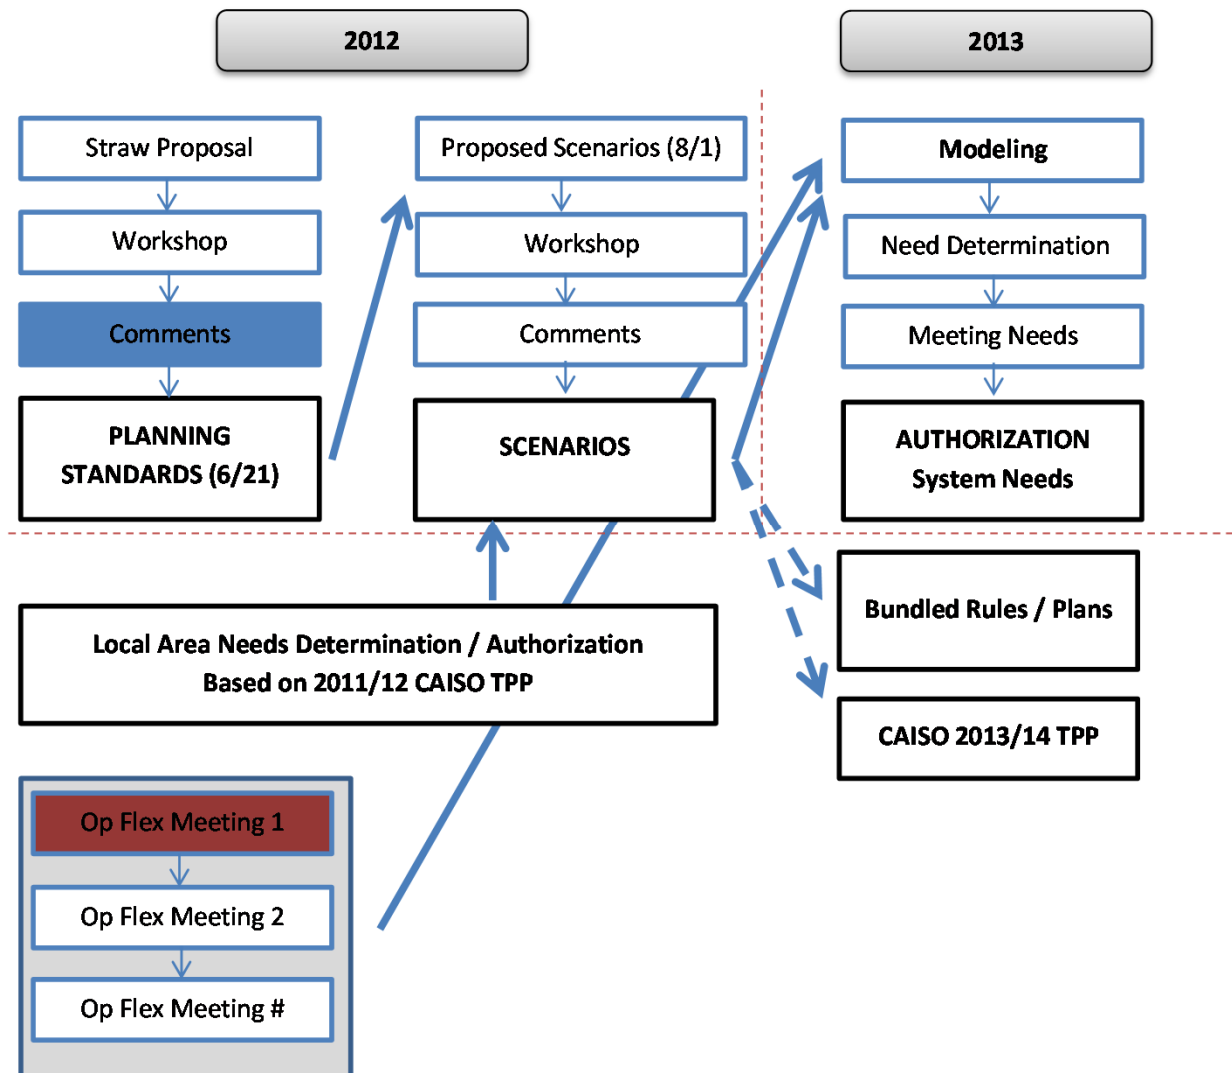 2012
2013
Straw Proposal
Workshop
Comments
PLANNING
STANDARDS (6/21)
Proposed Scenarios (8/1)
Workshop
Comments
SCENARIOS
Modeling
Need Determination
Meeting Needs
AUTHORIZATION
System Needs
Local Area Needs Determination / Authorization
Based on 2011/12 CAISO TPP
Bundled Rules / Plans
CAISO 2013/14 TPP
Op Flex Meeting 1
Op Flex Meeting 2
Op Flex Meeting #